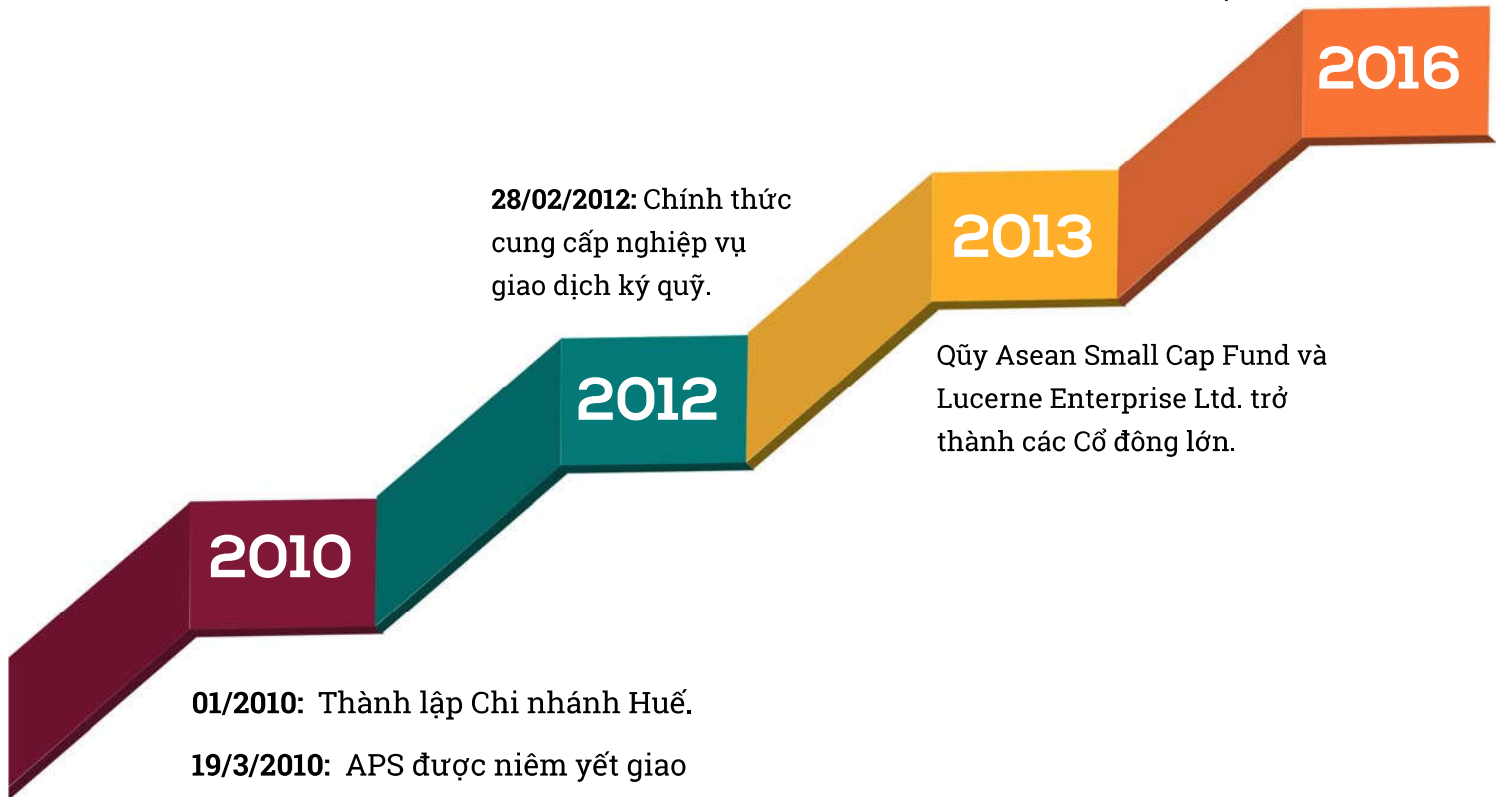 2016
28/02/2012: Chính thức
cung cấp nghiệp vụ
giao dịch ký quỹ.
2013
Qũy Asean Small Cap Fund và
Lucerne Enterprise Ltd. trở
thành các Cổ đông lớn.
2012
2010
01/2010: Thành lập Chi nhánh Huế.
19/3/2010: APS được niêm yết giao